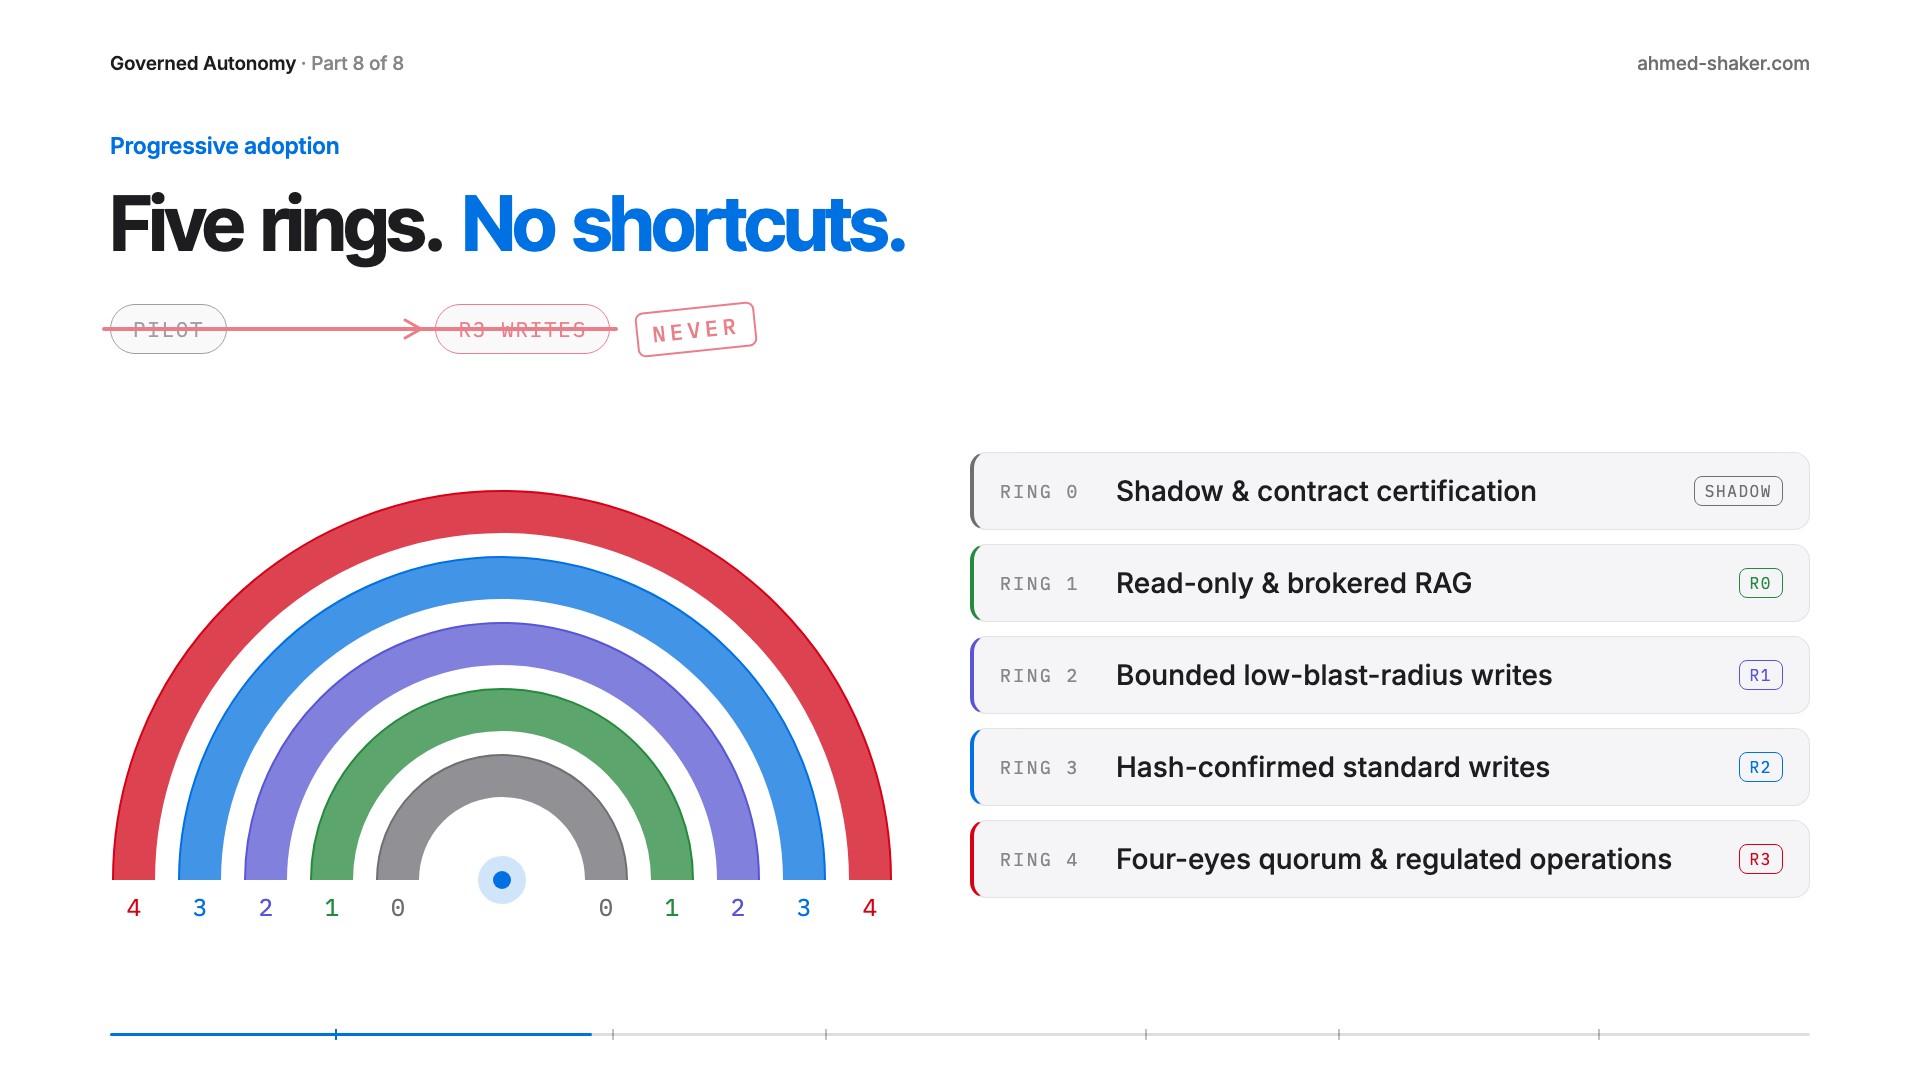 Governed Autonomy · Part 8 of 8
ahmed-shaker.com
Progressive adoption
Five rings. No shortcuts.
PILOT
R3 WRITES
NEVER
4 3 2 1 0 0 1 2 3 4
RING 0 Shadow & contract certification SHADOW
RING 1 Read-only & brokered RAG R0
RING 2 Bounded low-blast-radius writes R1
RING 3 Hash-confirmed standard writes R2
RING 4 Four-eyes quorum & regulated operations R3